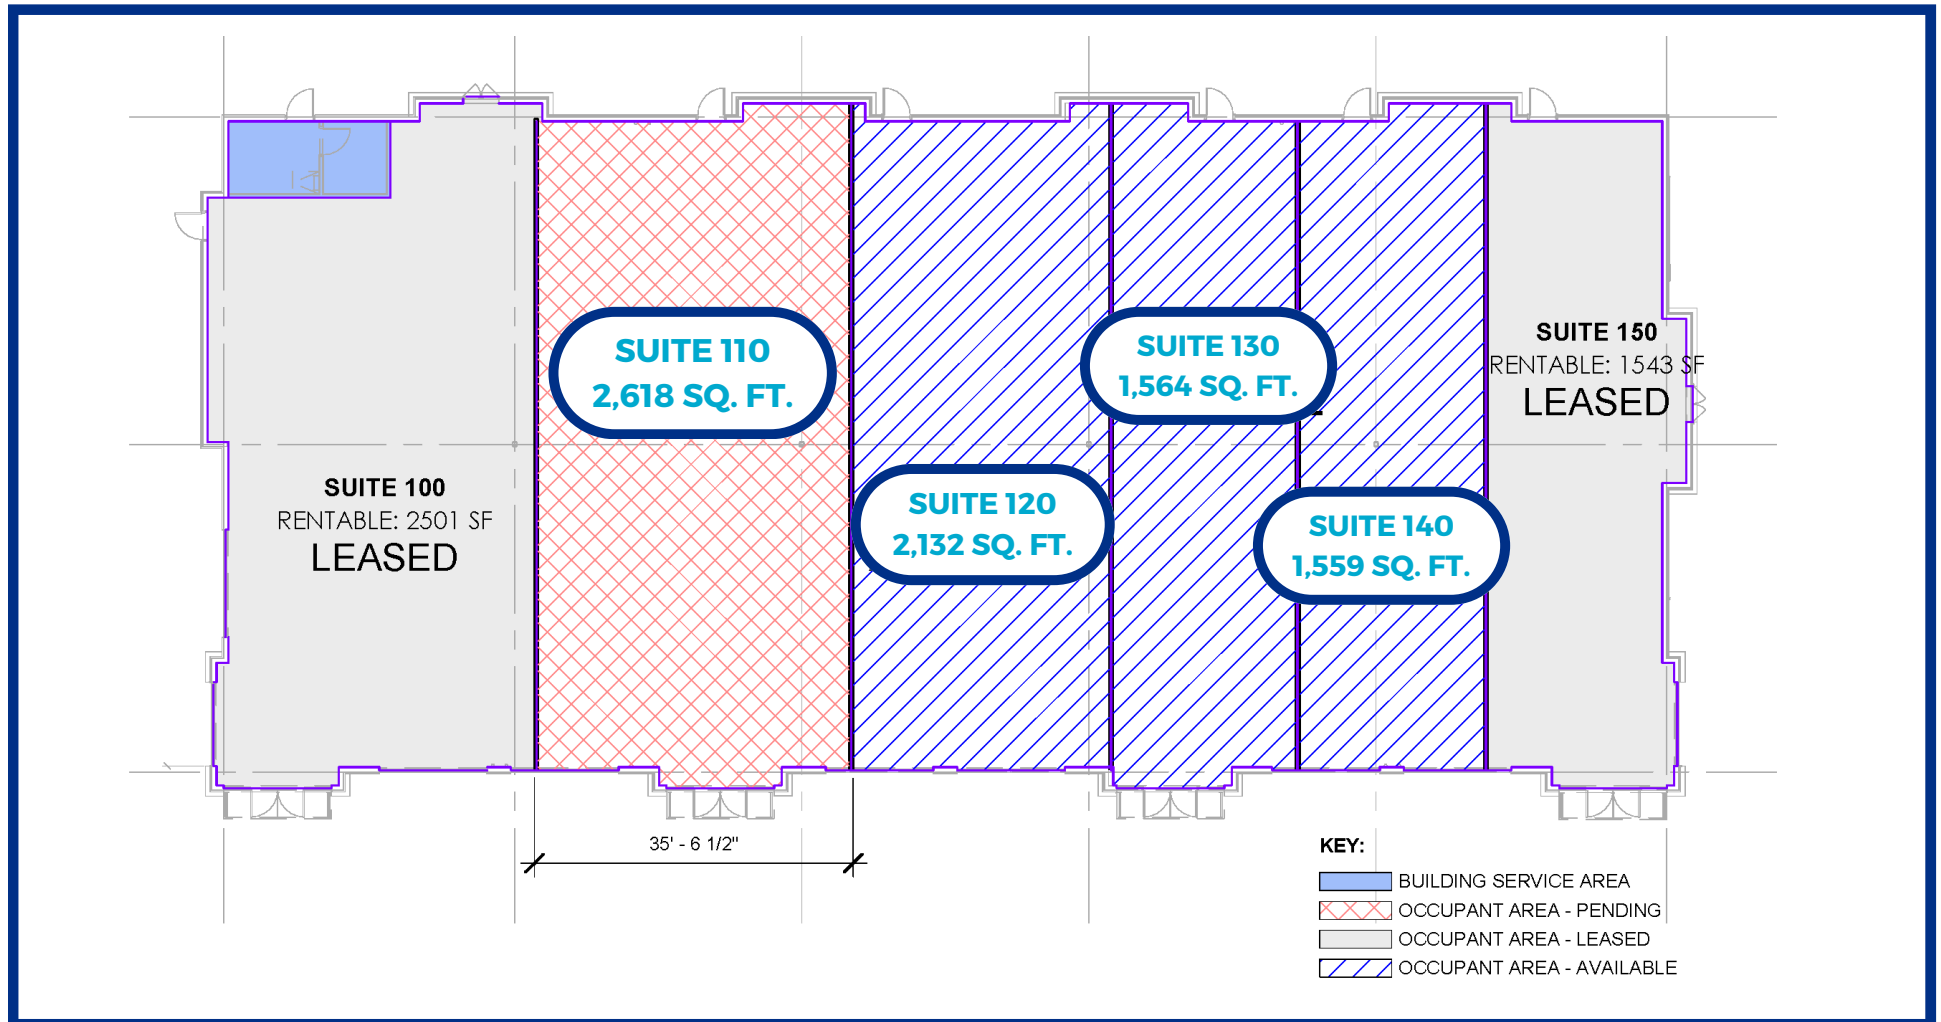 SUITE 110
2,618 SQ. FT.
SUITE 130
1,564 SQ. FT.
SUITE 150
RENTABLE: 1543 SF
LEASED
SUITE 100
RENTABLE: 2501 SF
LEASED
SUITE 120
2,132 SQ. FT.
SUITE 140
1,559 SQ. FT.
35' - 6 1/2"
KEY:
BUILDING SERVICE AREA
OCCUPANT AREA - PENDING
OCCUPANT AREA - LEASED
OCCUPANT AREA - AVAILABLE